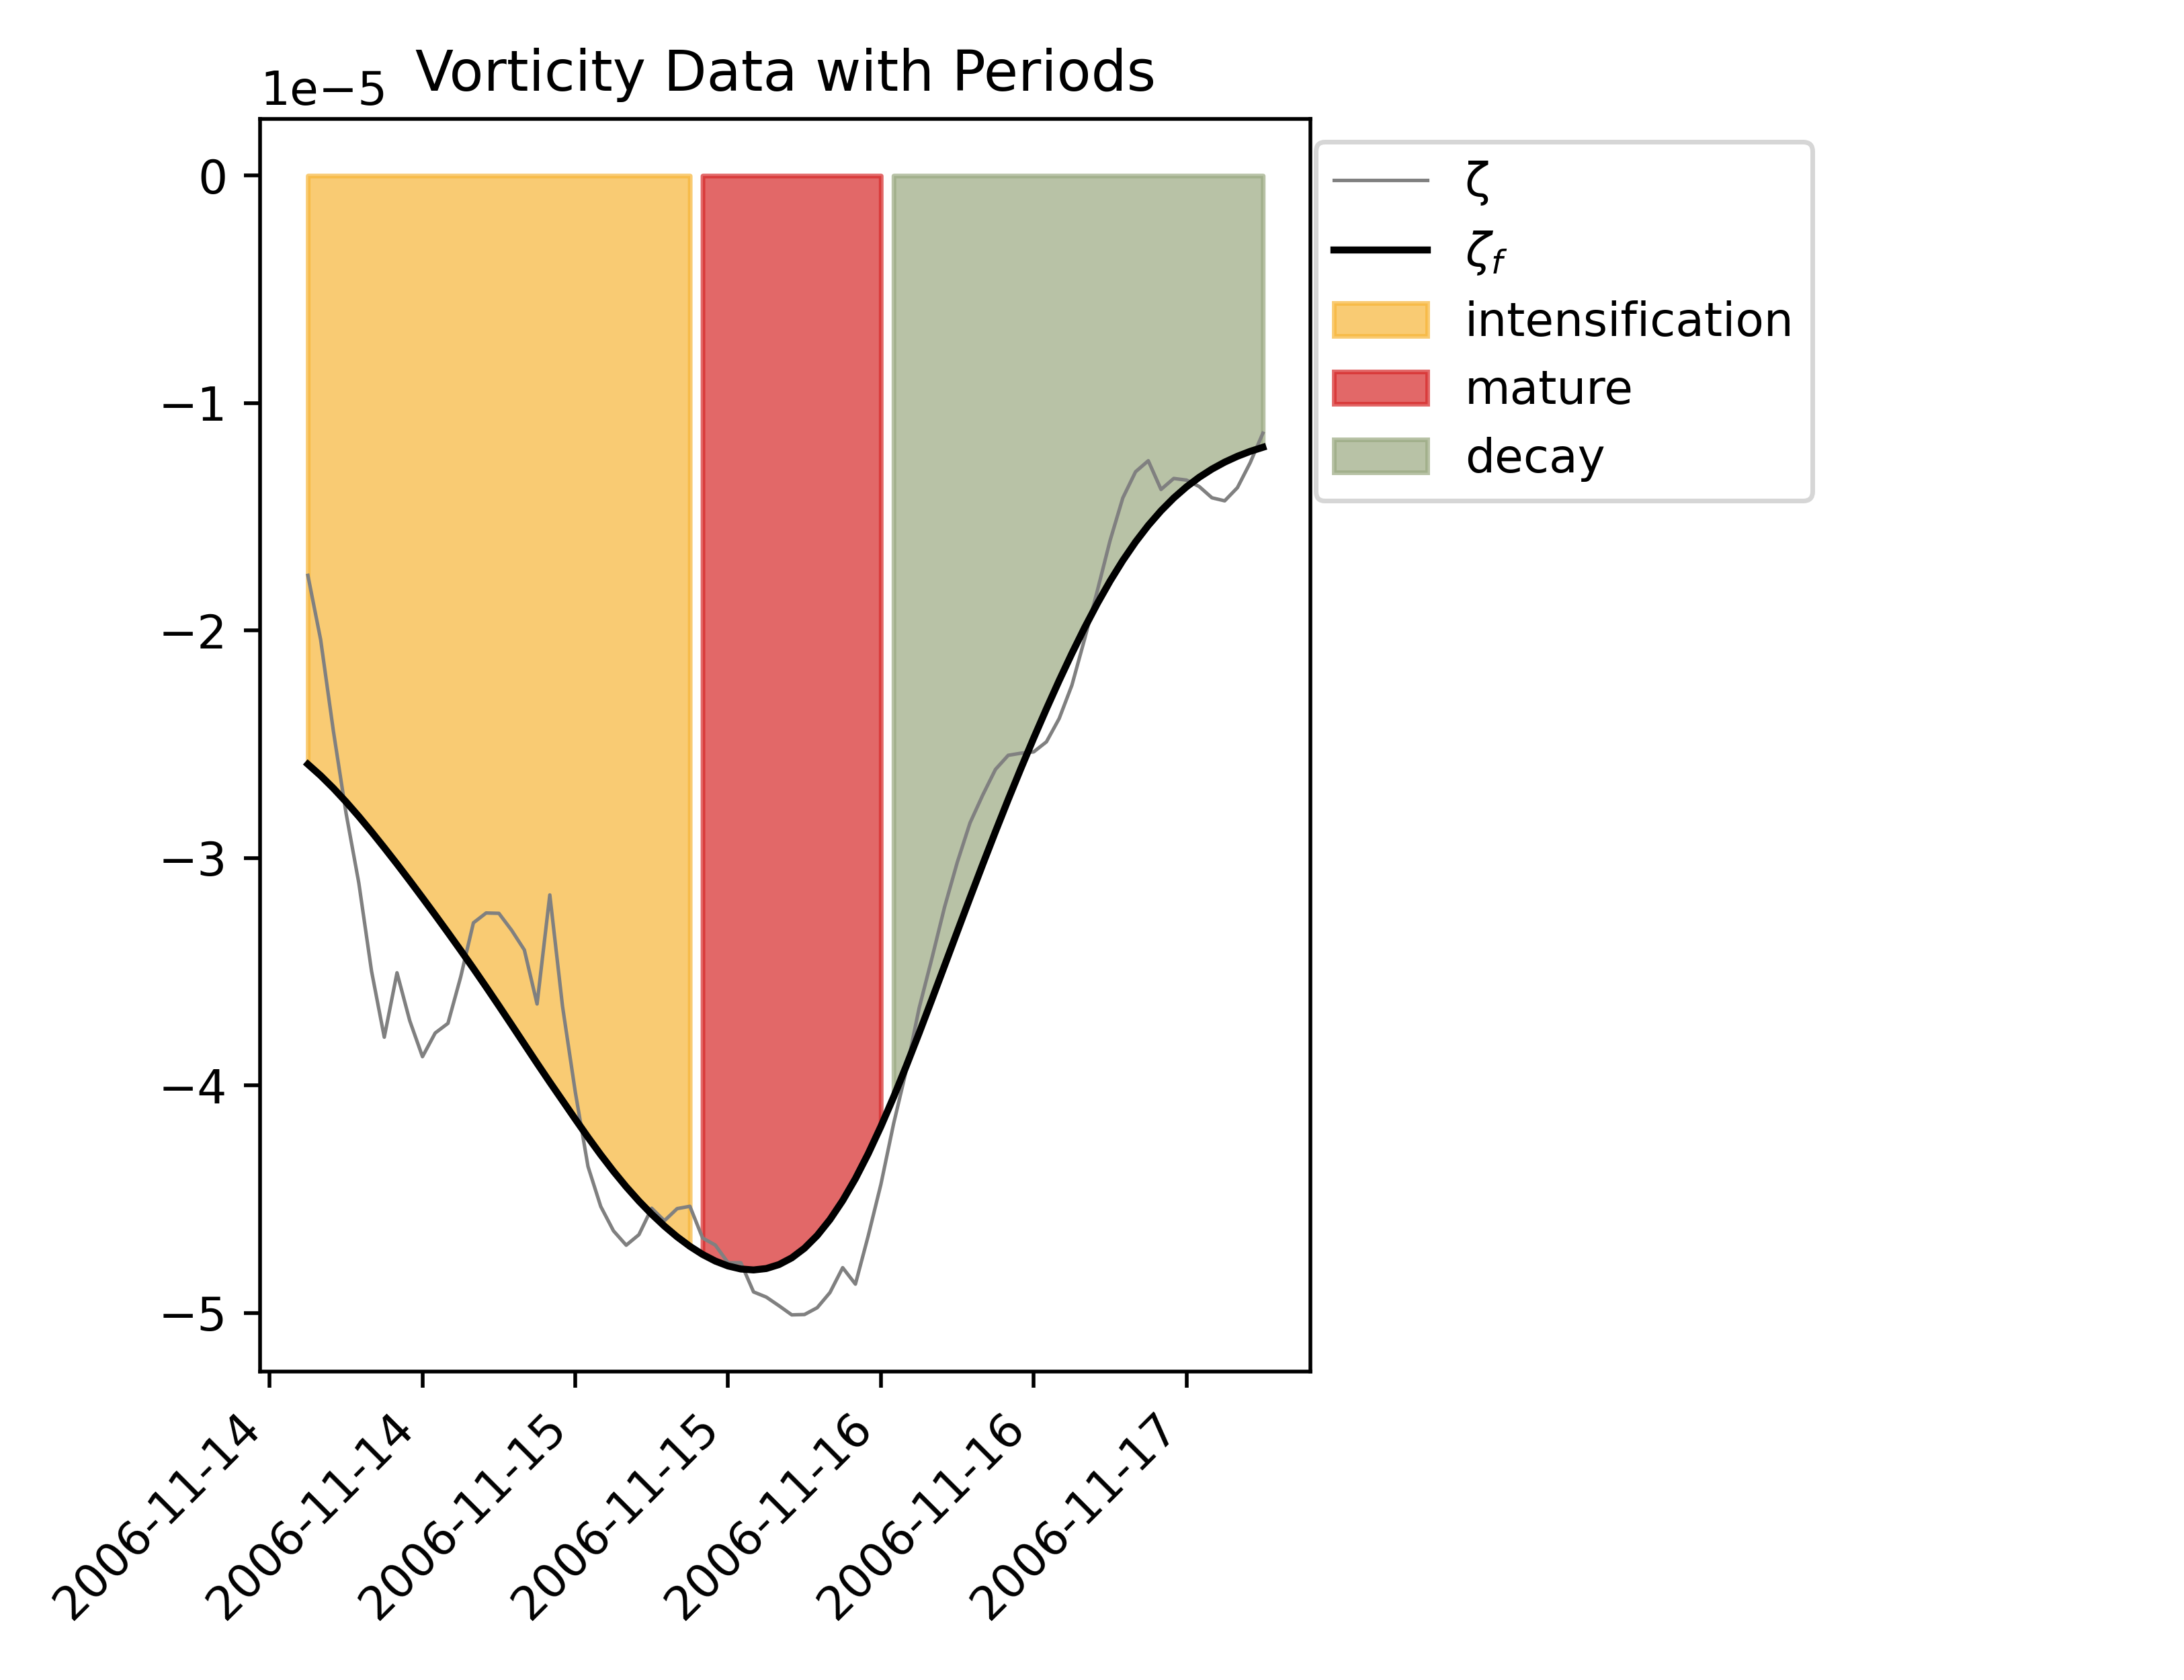 Vorticity Data with Periods
1e−5
0
−1
−2
−3
−4
−5
2006-11-14
2006-11-14
2006-11-15
2006-11-15
2006-11-16
2006-11-16
2006-11-17
ζ
ζf
intensification
mature
decay